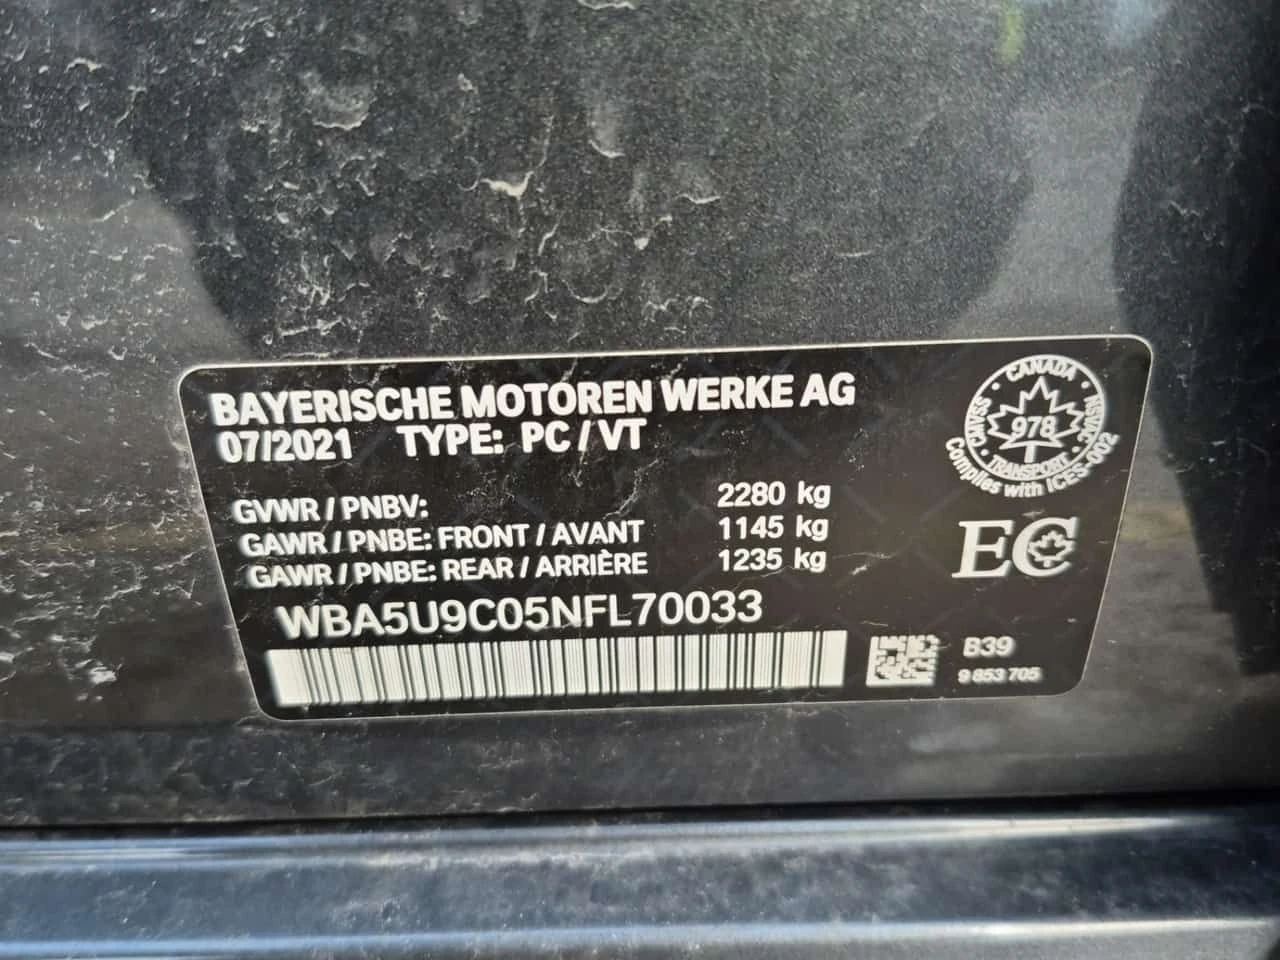 BAYERISCHE MOTOREN WERKE AG
07/2021 TYPE: PC / VT
GVWR / PNBV: 2280 kg
GAWR / PNBE: FRONT / AVANT 1145 kg
GAWR / PNBE: REAR / ARRIÈRE 1235 kg
WBA5U9C05NFL70033
CANADA
CMVSS • NSVAC
978
TRANSPORT
Complies with ICES-002
EC
B39
9 853 705